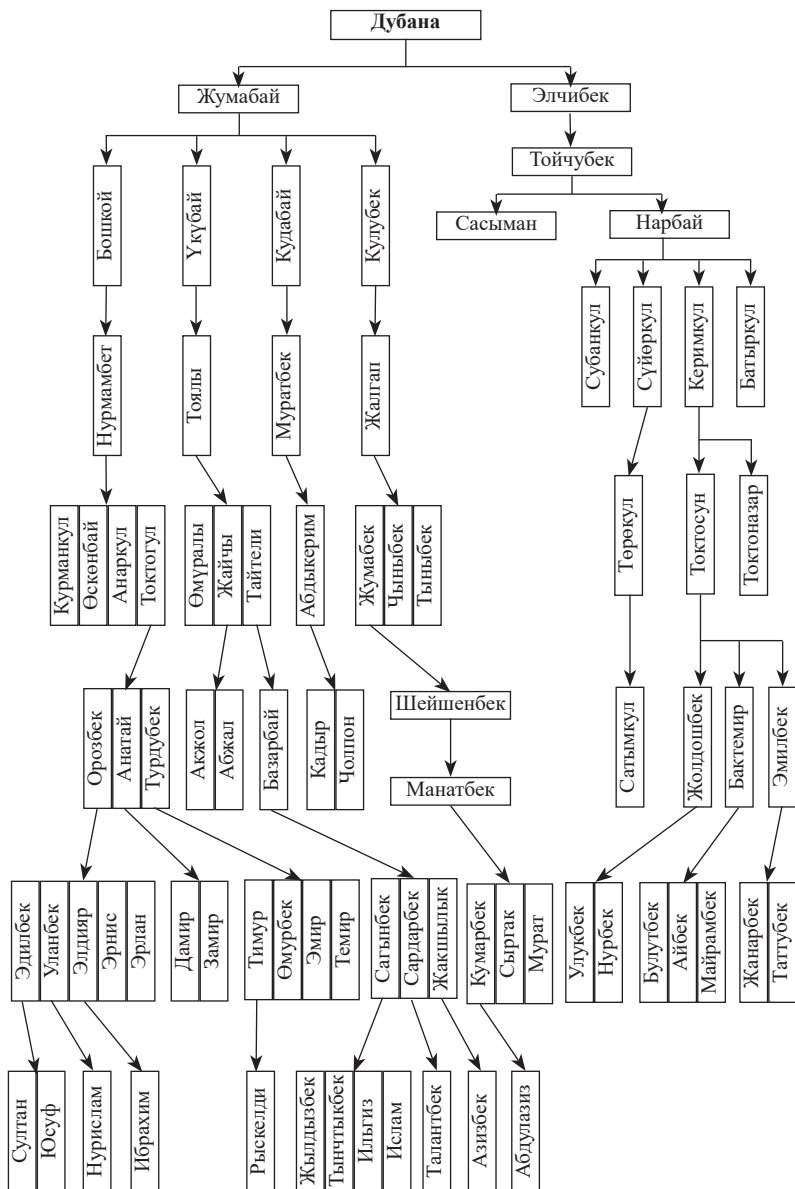 Дубана
Жумабай
Элчибек
Тойчубек
Сасыман
Нарбай
Бошкой
Үкүбай
Кудабай
Кулубек
Субанкул
Сүйөркул
Керимкул
Батыркул
Нурмамбет
Тоялы
Муратбек
Жалгап
Курманкул
Өскөнбай
Анаркул
Токтогул
Өмүралы
Жайчы
Тайтели
Абдыкерим
Жумабек
Чыныбек
Тыныбек
Төрөкул
Токтосун
Токтоназар
Орозбек
Анатай
Турдубек
Акжол
Абжал
Базарбай
Кадыр
Чолпон
Шейшенбек
Манатбек
Сатымкул
Жолдошбек
Бактемир
Эмилбек
Эдилбек
Уланбек
Элдияр
Эрнис
Эрлан
Дамир
Замир
Тимур
Өмурбек
Эмир
Темир
Сагынбек
Сардарбек
Жакшылык
Кумарбек
Сыргак
Мурат
Улукбек
Нурбек
Булутбек
Айбек
Майрамбек
Жанарбек
Таттубек
Султан
Юсуф
Нурислам
Ибрахим
Рыскелди
Жылдызбек
Тынчтыкбек
Ильгиз
Ислам
Талантбек
Азизбек
Абдулазиз